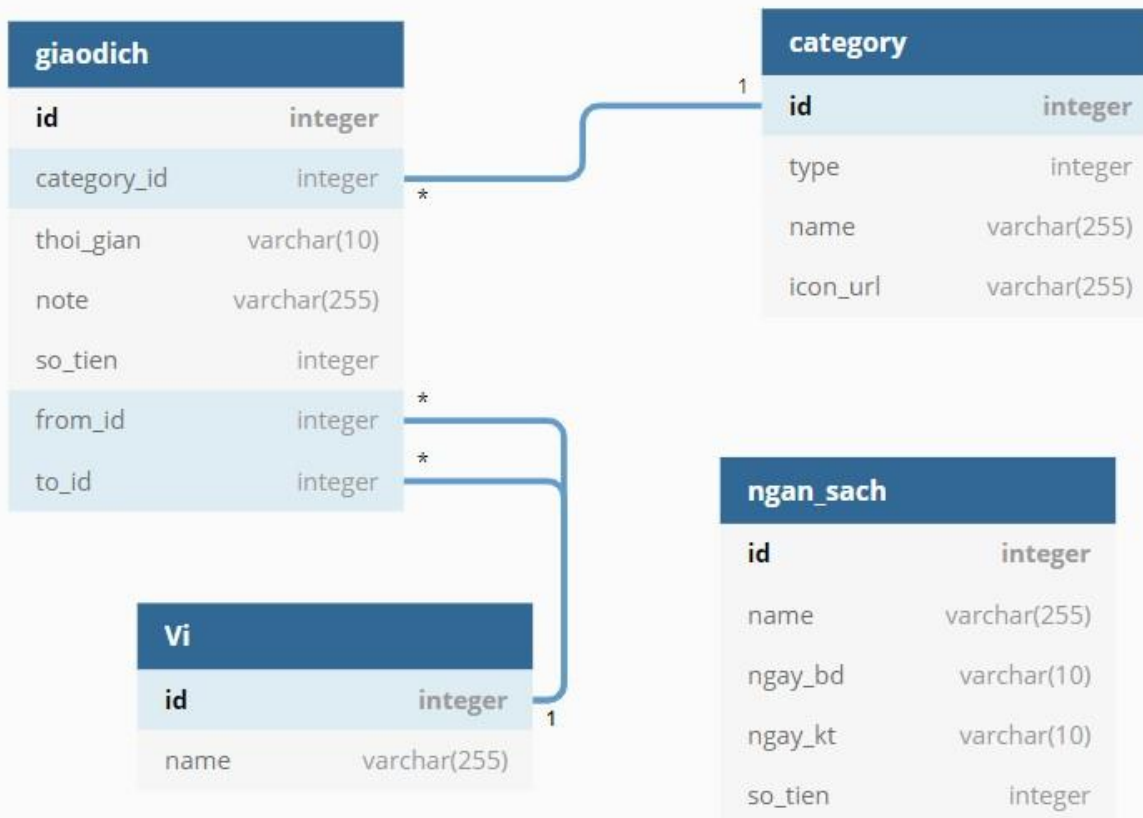 giaodich
id integer
category_id integer
*
thoi_gian varchar(10)
note varchar(255)
so_tien integer
from_id integer
*
to_id integer
*
category
1
id integer
type integer
name varchar(255)
icon_url varchar(255)
Vi
id integer
1
name varchar(255)
ngan_sach
id integer
name varchar(255)
ngay_bd varchar(10)
ngay_kt varchar(10)
so_tien integer